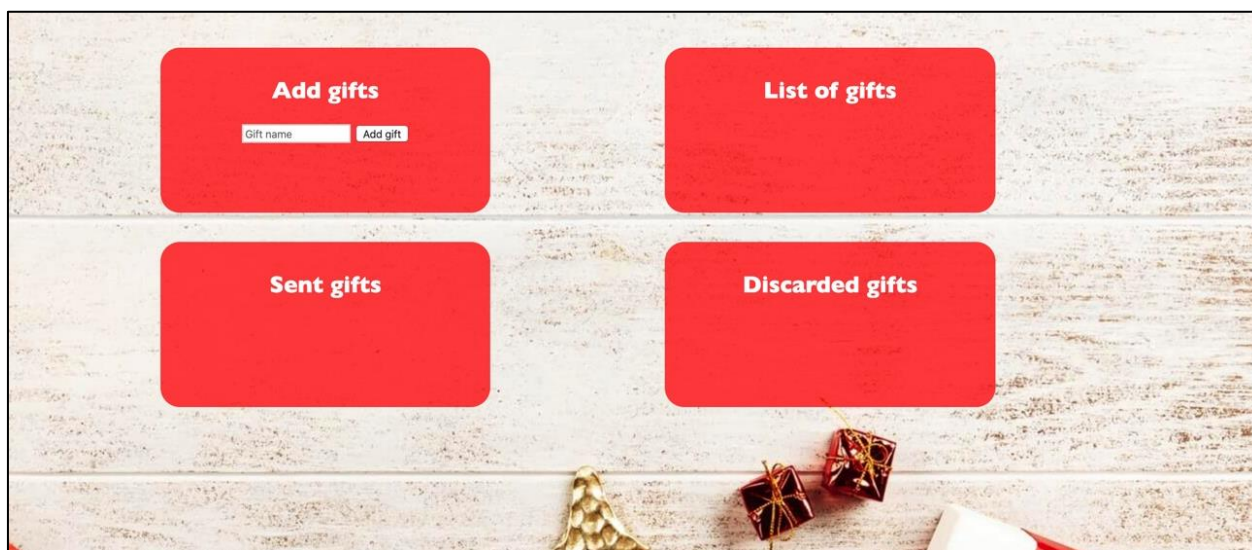 Add gifts
Gift name
Add gift
List of gifts
Sent gifts
Discarded gifts